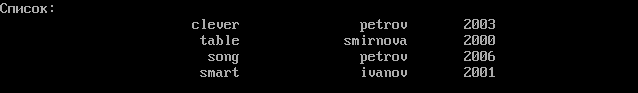 Список:
clever petrov 2003
table smirnova 2000
song petrov 2006
smart ivanov 2001